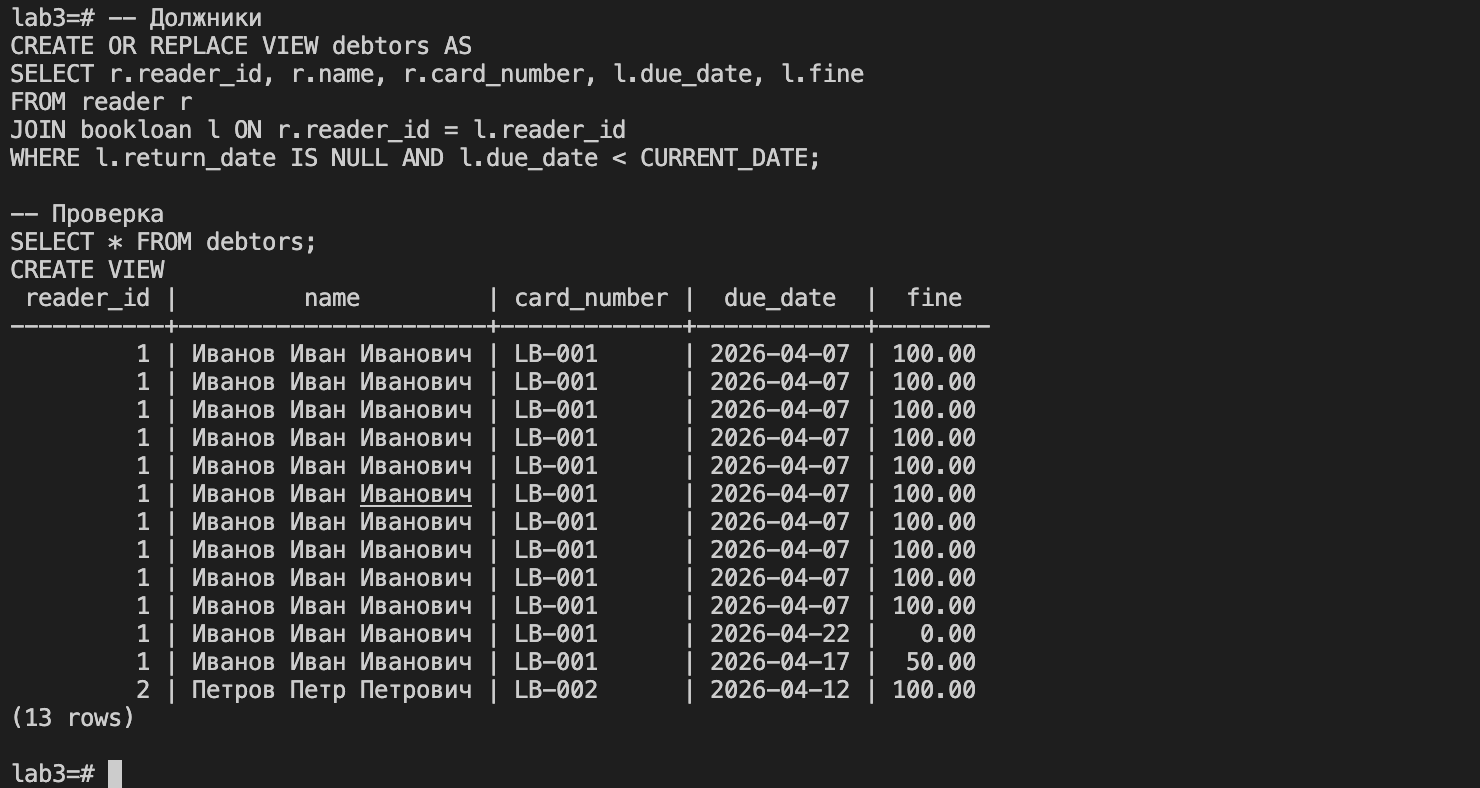 lab3=# -- Должники
CREATE OR REPLACE VIEW debtors AS
SELECT r.reader_id, r.name, r.card_number, l.due_date, l.fine
FROM reader r
JOIN bookloan l ON r.reader_id = l.reader_id
WHERE l.return_date IS NULL AND l.due_date < CURRENT_DATE;

-- Проверка
SELECT * FROM debtors;
CREATE VIEW
 reader_id |         name         | card_number |  due_date  |  fine
-----------+----------------------+-------------+------------+--------
         1 | Иванов Иван Иванович | LB-001      | 2026-04-07 | 100.00
         1 | Иванов Иван Иванович | LB-001      | 2026-04-07 | 100.00
         1 | Иванов Иван Иванович | LB-001      | 2026-04-07 | 100.00
         1 | Иванов Иван Иванович | LB-001      | 2026-04-07 | 100.00
         1 | Иванов Иван Иванович | LB-001      | 2026-04-07 | 100.00
         1 | Иванов Иван Иванович | LB-001      | 2026-04-07 | 100.00
         1 | Иванов Иван Иванович | LB-001      | 2026-04-07 | 100.00
         1 | Иванов Иван Иванович | LB-001      | 2026-04-07 | 100.00
         1 | Иванов Иван Иванович | LB-001      | 2026-04-07 | 100.00
         1 | Иванов Иван Иванович | LB-001      | 2026-04-07 | 100.00
         1 | Иванов Иван Иванович | LB-001      | 2026-04-22 |   0.00
         1 | Иванов Иван Иванович | LB-001      | 2026-04-17 |  50.00
         2 | Петров Петр Петрович | LB-002      | 2026-04-12 | 100.00
(13 rows)

lab3=#